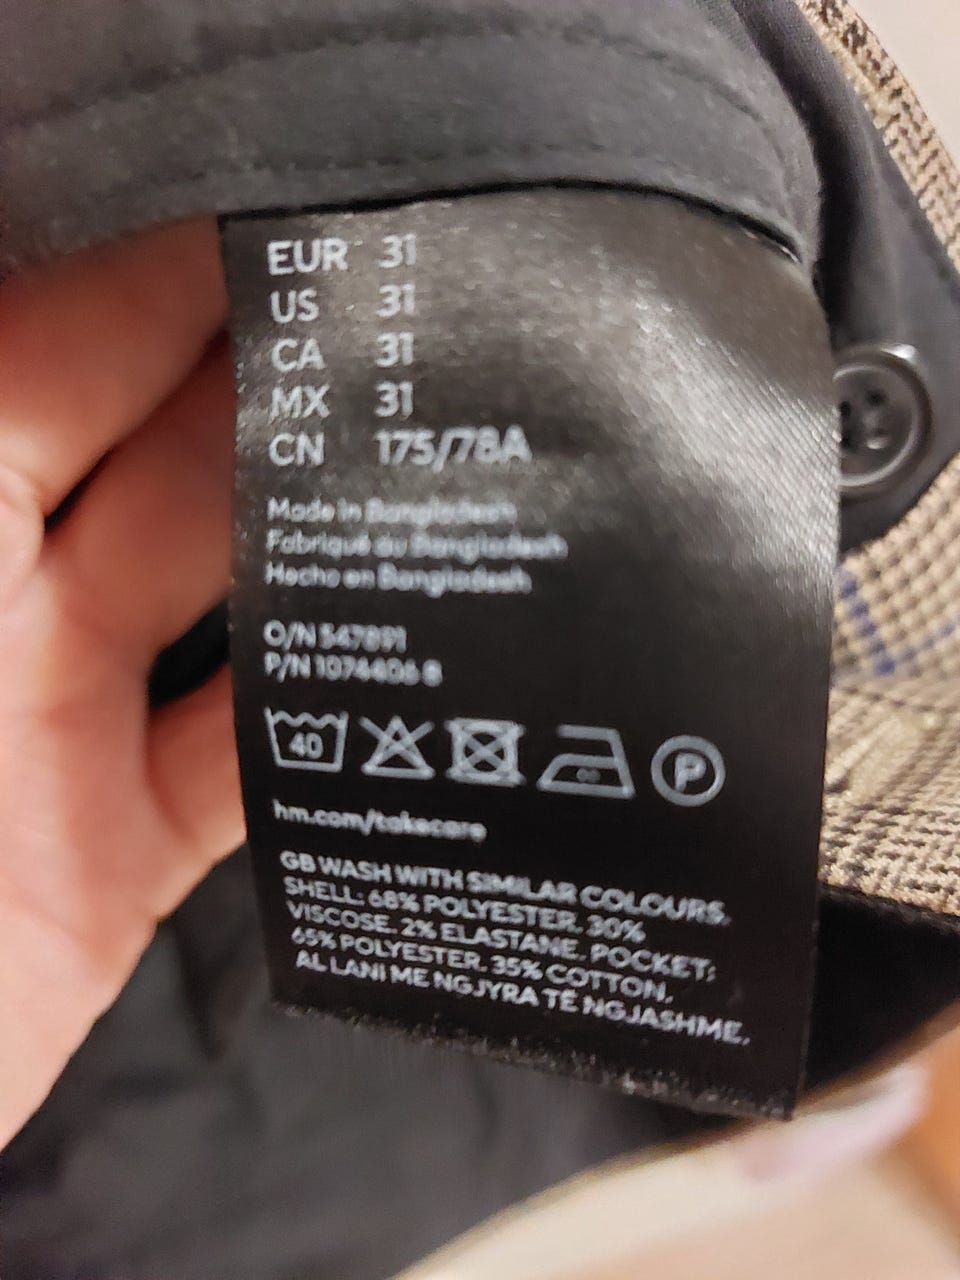 EUR 31
US 31
CA 31
MX 31
CN 175/78A
Made in Bangladesh
Fabriqué au Bangladesh
Hecho en Bangladesh
O/N 547891
P/N 1074406 8
40
P
hm.com/takecare
GB WASH WITH SIMILAR COLOURS.
SHELL: 68% POLYESTER, 30%
VISCOSE, 2% ELASTANE, POCKET:
65% POLYESTER, 35% COTTON,
AL LANI ME NGJYRA TË NGJASHME.